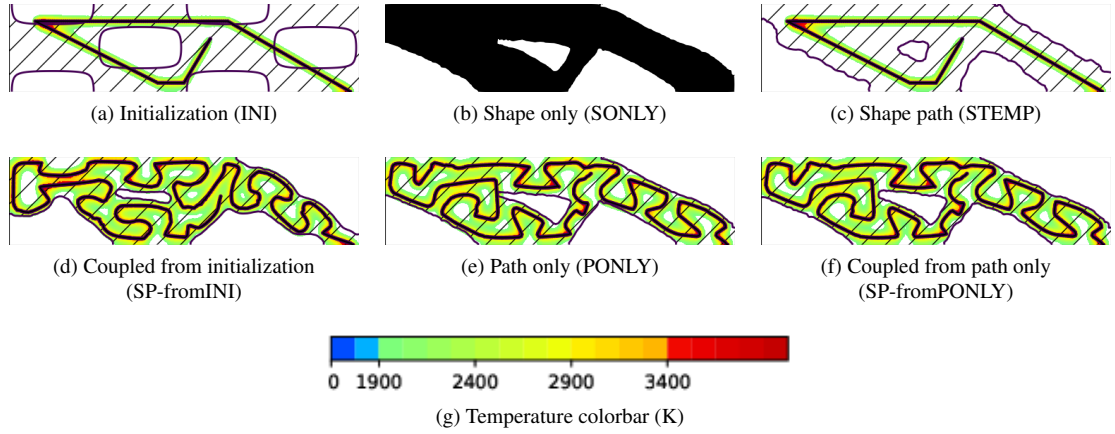 (a) Initialization (INI)
(b) Shape only (SONLY)
(c) Shape path (STEMP)
(d) Coupled from initialization
(SP-fromINI)
(e) Path only (PONLY)
(f) Coupled from path only
(SP-fromPONLY)
0 1900 2400 2900 3400
(g) Temperature colorbar (K)